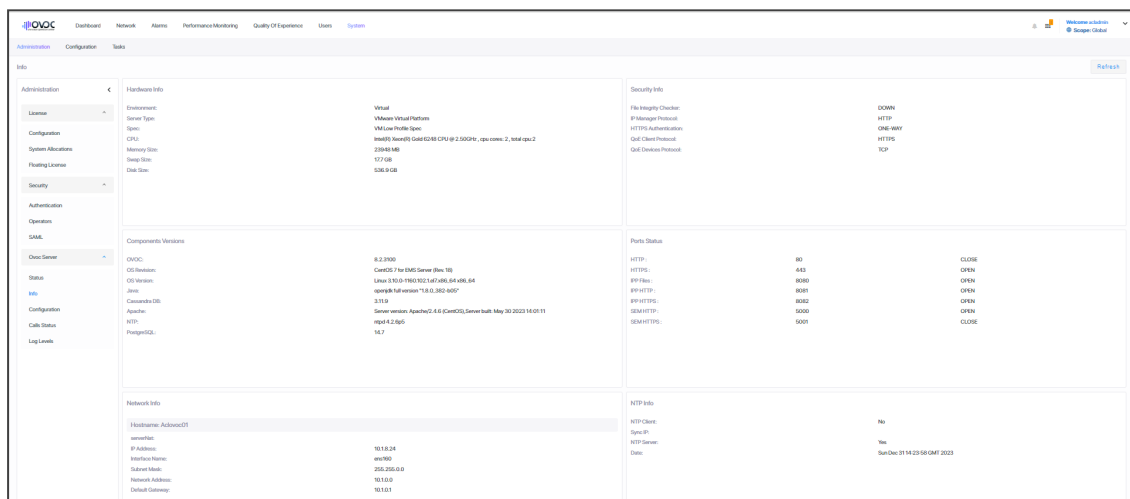 OVOC
Dashboard Network Alarms Performance Monitoring Quality Of Experience Users System
Welcome acladmin
Scope: Global
Administration Configuration Tasks
Info
Refresh
Administration
License
Configuration
System Allocations
Floating License
Security
Authentication
Operators
SAML
Ovoc Server
Status
Info
Configuration
Calls Status
Log Levels
Hardware Info
Environment: Virtual
Server Type: VMware Virtual Platform
Spec: VM Low Profile Spec
CPU: Intel(R) Xeon(R) Gold 6248 CPU @ 2.50GHz , cpu cores: 2 , total cpu: 2
Memory Size: 23948 MB
Swap Size: 17.7 GB
Disk Size: 536.9 GB
Security Info
File Integrity Checker: DOWN
IP Manager Protocol: HTTP
HTTPS Authentication: ONE-WAY
QoE Client Protocol: HTTPS
QoE Devices Protocol: TCP
Components Versions
OVOC: 8.2.3100
OS Revision: CentOS 7 for EMS Server (Rev. 18)
OS Version: Linux 3.10.0-1160.102.1.el7.x86_64 x86_64
Java: openjdk full version "1.8.0_382-b05"
Cassandra DB: 3.11.9
Apache: Server version: Apache/2.4.6 (CentOS),Server built: May 30 2023 14:01:11
NTP: ntpd 4.2.6p5
PostgreSQL: 14.7
Ports Status
HTTP : 80 CLOSE
HTTPS : 443 OPEN
IPP Files : 8080 OPEN
IPP HTTP : 8081 OPEN
IPP HTTPS : 8082 OPEN
SEM HTTP : 5000 OPEN
SEM HTTPS : 5001 CLOSE
Network Info
Hostname: Aclovoc01
serverNet:
IP Address: 10.1.8.24
Interface Name: ens160
Subnet Mask: 255.255.0.0
Network Address: 10.1.0.0
Default Gateway: 10.1.0.1
NTP Info
NTP Client: No
Sync IP:
NTP Server: Yes
Date: Sun Dec 31 14:23:58 GMT 2023